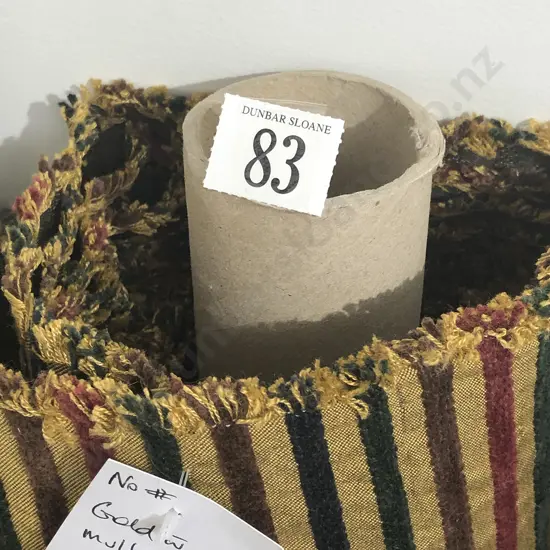 DUNBAR SLOANE
83
No #
Gold w̄